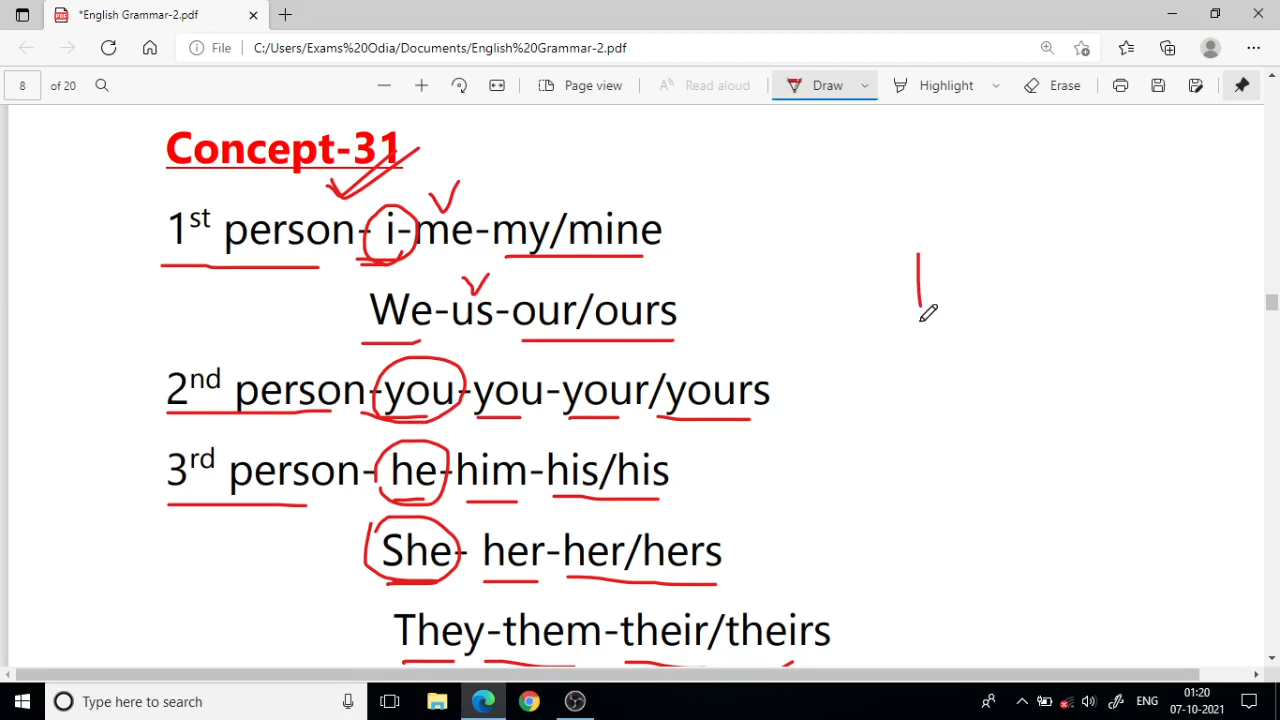 *English Grammar-2.pdf
File C:/Users/Exams%20Odia/Documents/English%20Grammar-2.pdf
8 of 20 Page view Read aloud Draw Highlight Erase
Concept-31
1st person- i-me-my/mine
We-us-our/ours
2nd person-you-you-your/yours
3rd person- he-him-his/his
She- her-her/hers
They-them-their/theirs
Type here to search ENG 01:20
07-10-2021